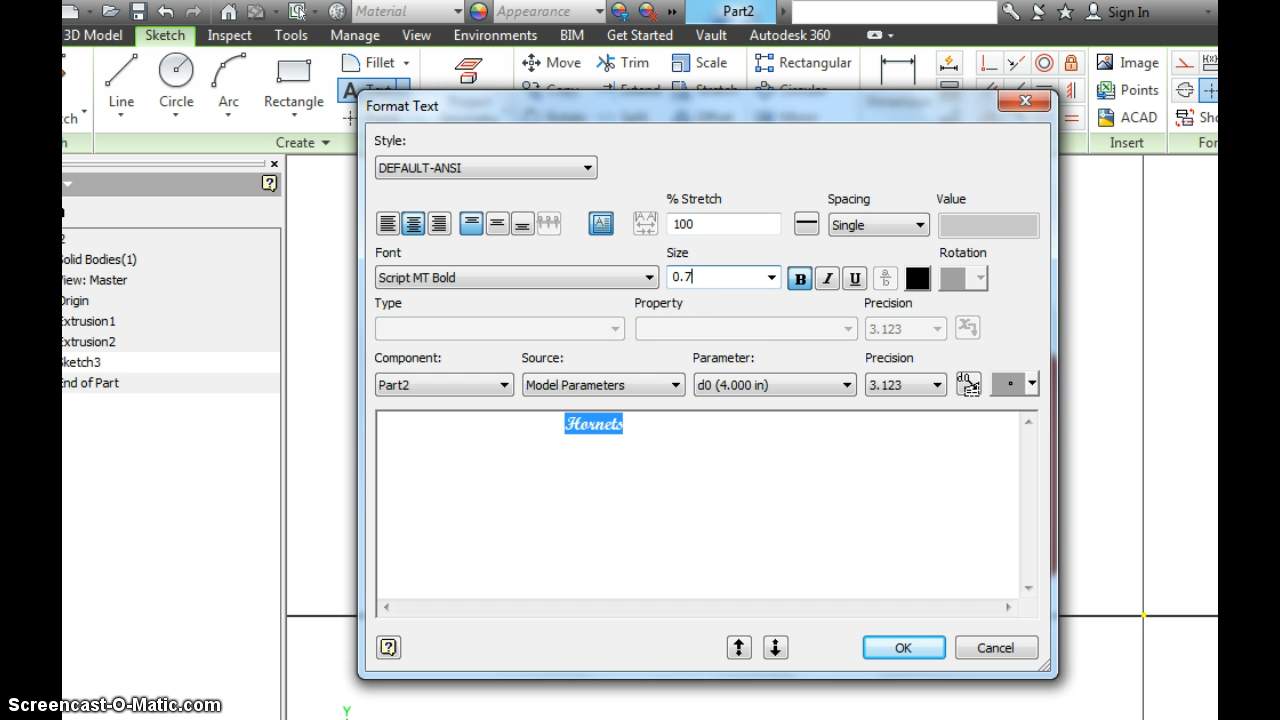 Material
Appearance
Part2
Sign In
3D Model Sketch Inspect Tools Manage View Environments BIM Get Started Vault Autodesk 360
Fillet
Move Trim Scale Rectangular
Image
Line Circle Arc Rectangle
Points
ACAD
Create
Insert
Format Text
Style:
DEFAULT-ANSI
% Stretch Spacing Value
100 Single
Font Size Rotation
Script MT Bold 0.7 B I U
Type Property Precision
3.123
Component: Source: Parameter: Precision
Part2 Model Parameters d0 (4.000 in) 3.123
Hornets
OK Cancel
2
Solid Bodies(1)
View: Master
Origin
Extrusion1
Extrusion2
Sketch3
End of Part
Y
Screencast-O-Matic.com